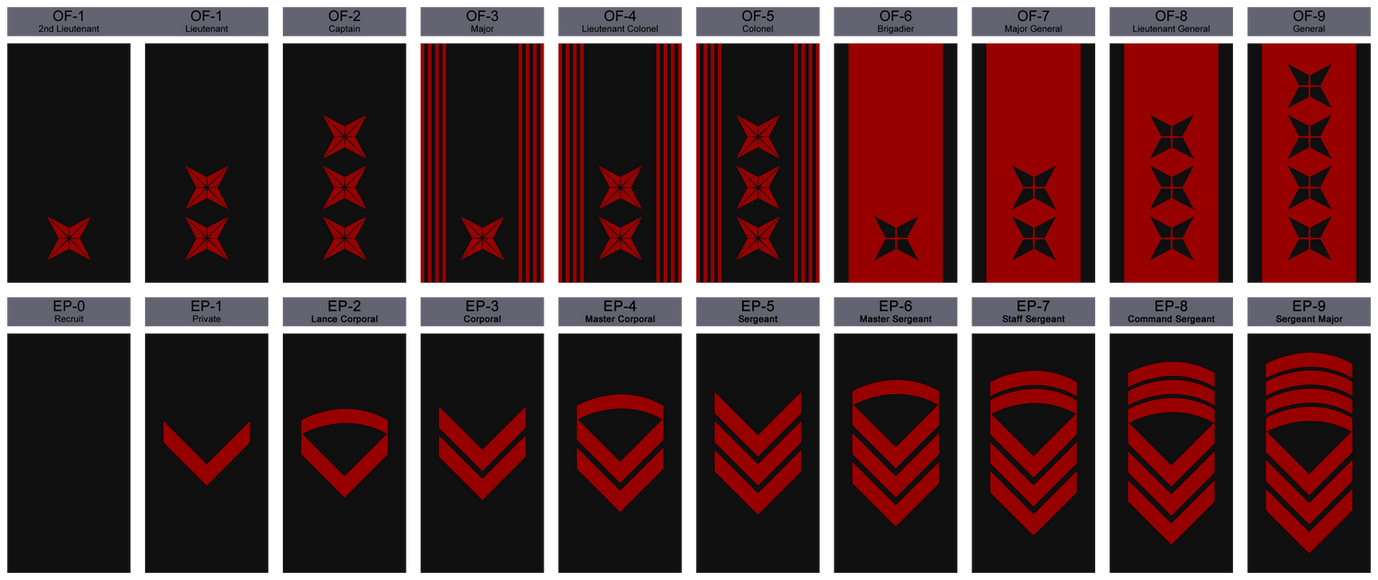 OF-1
2nd Lieutenant
OF-1
Lieutenant
OF-2
Captain
OF-3
Major
OF-4
Lieutenant Colonel
OF-5
Colonel
OF-6
Brigadier
OF-7
Major General
OF-8
Lieutenant General
OF-9
General
EP-0
Recruit
EP-1
Private
EP-2
Lance Corporal
EP-3
Corporal
EP-4
Master Corporal
EP-5
Sergeant
EP-6
Master Sergeant
EP-7
Staff Sergeant
EP-8
Command Sergeant
EP-9
Sergeant Major